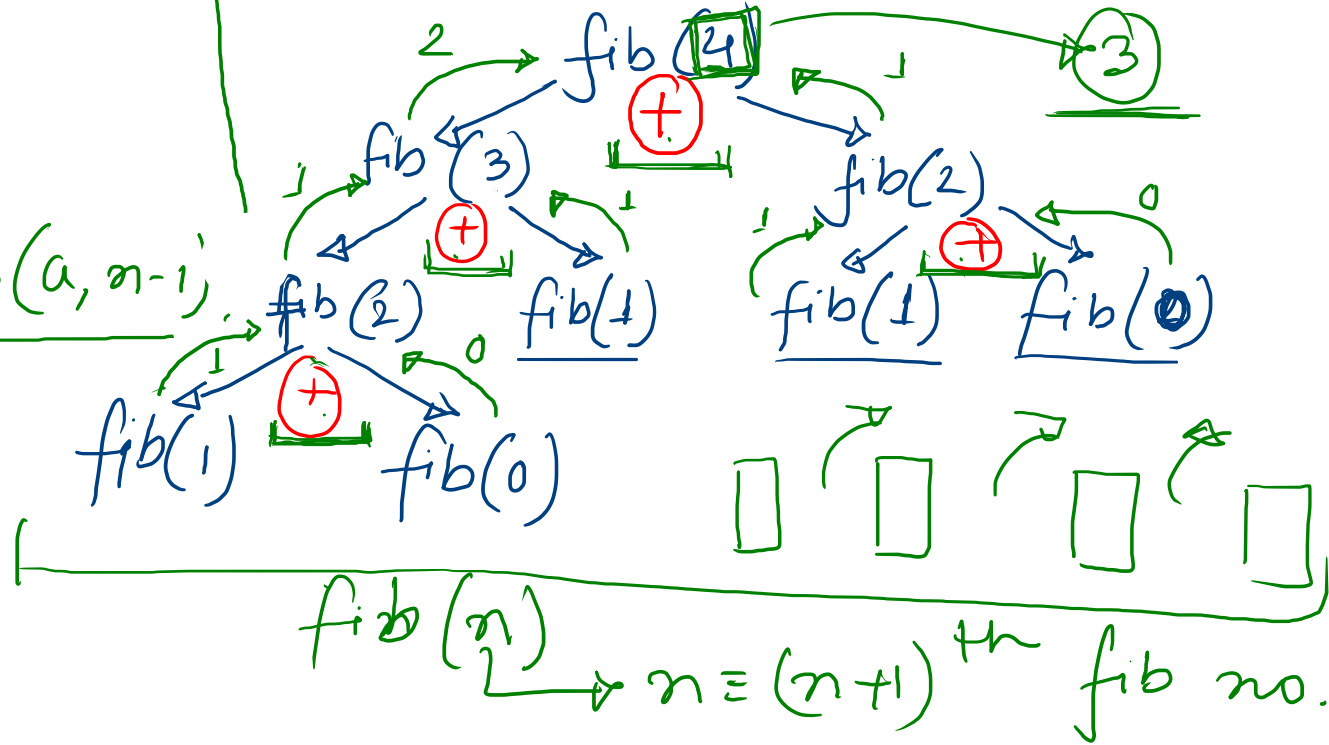 2 fib(4) 1 3
+
fib(3) fib(2)
1 + 1 1 + 0
(a, n-1)
fib(2) fib(1) fib(1) fib(0)
1 + 0
fib(1) fib(0)
fib(n)
n ≡ (n+1)th fib no.